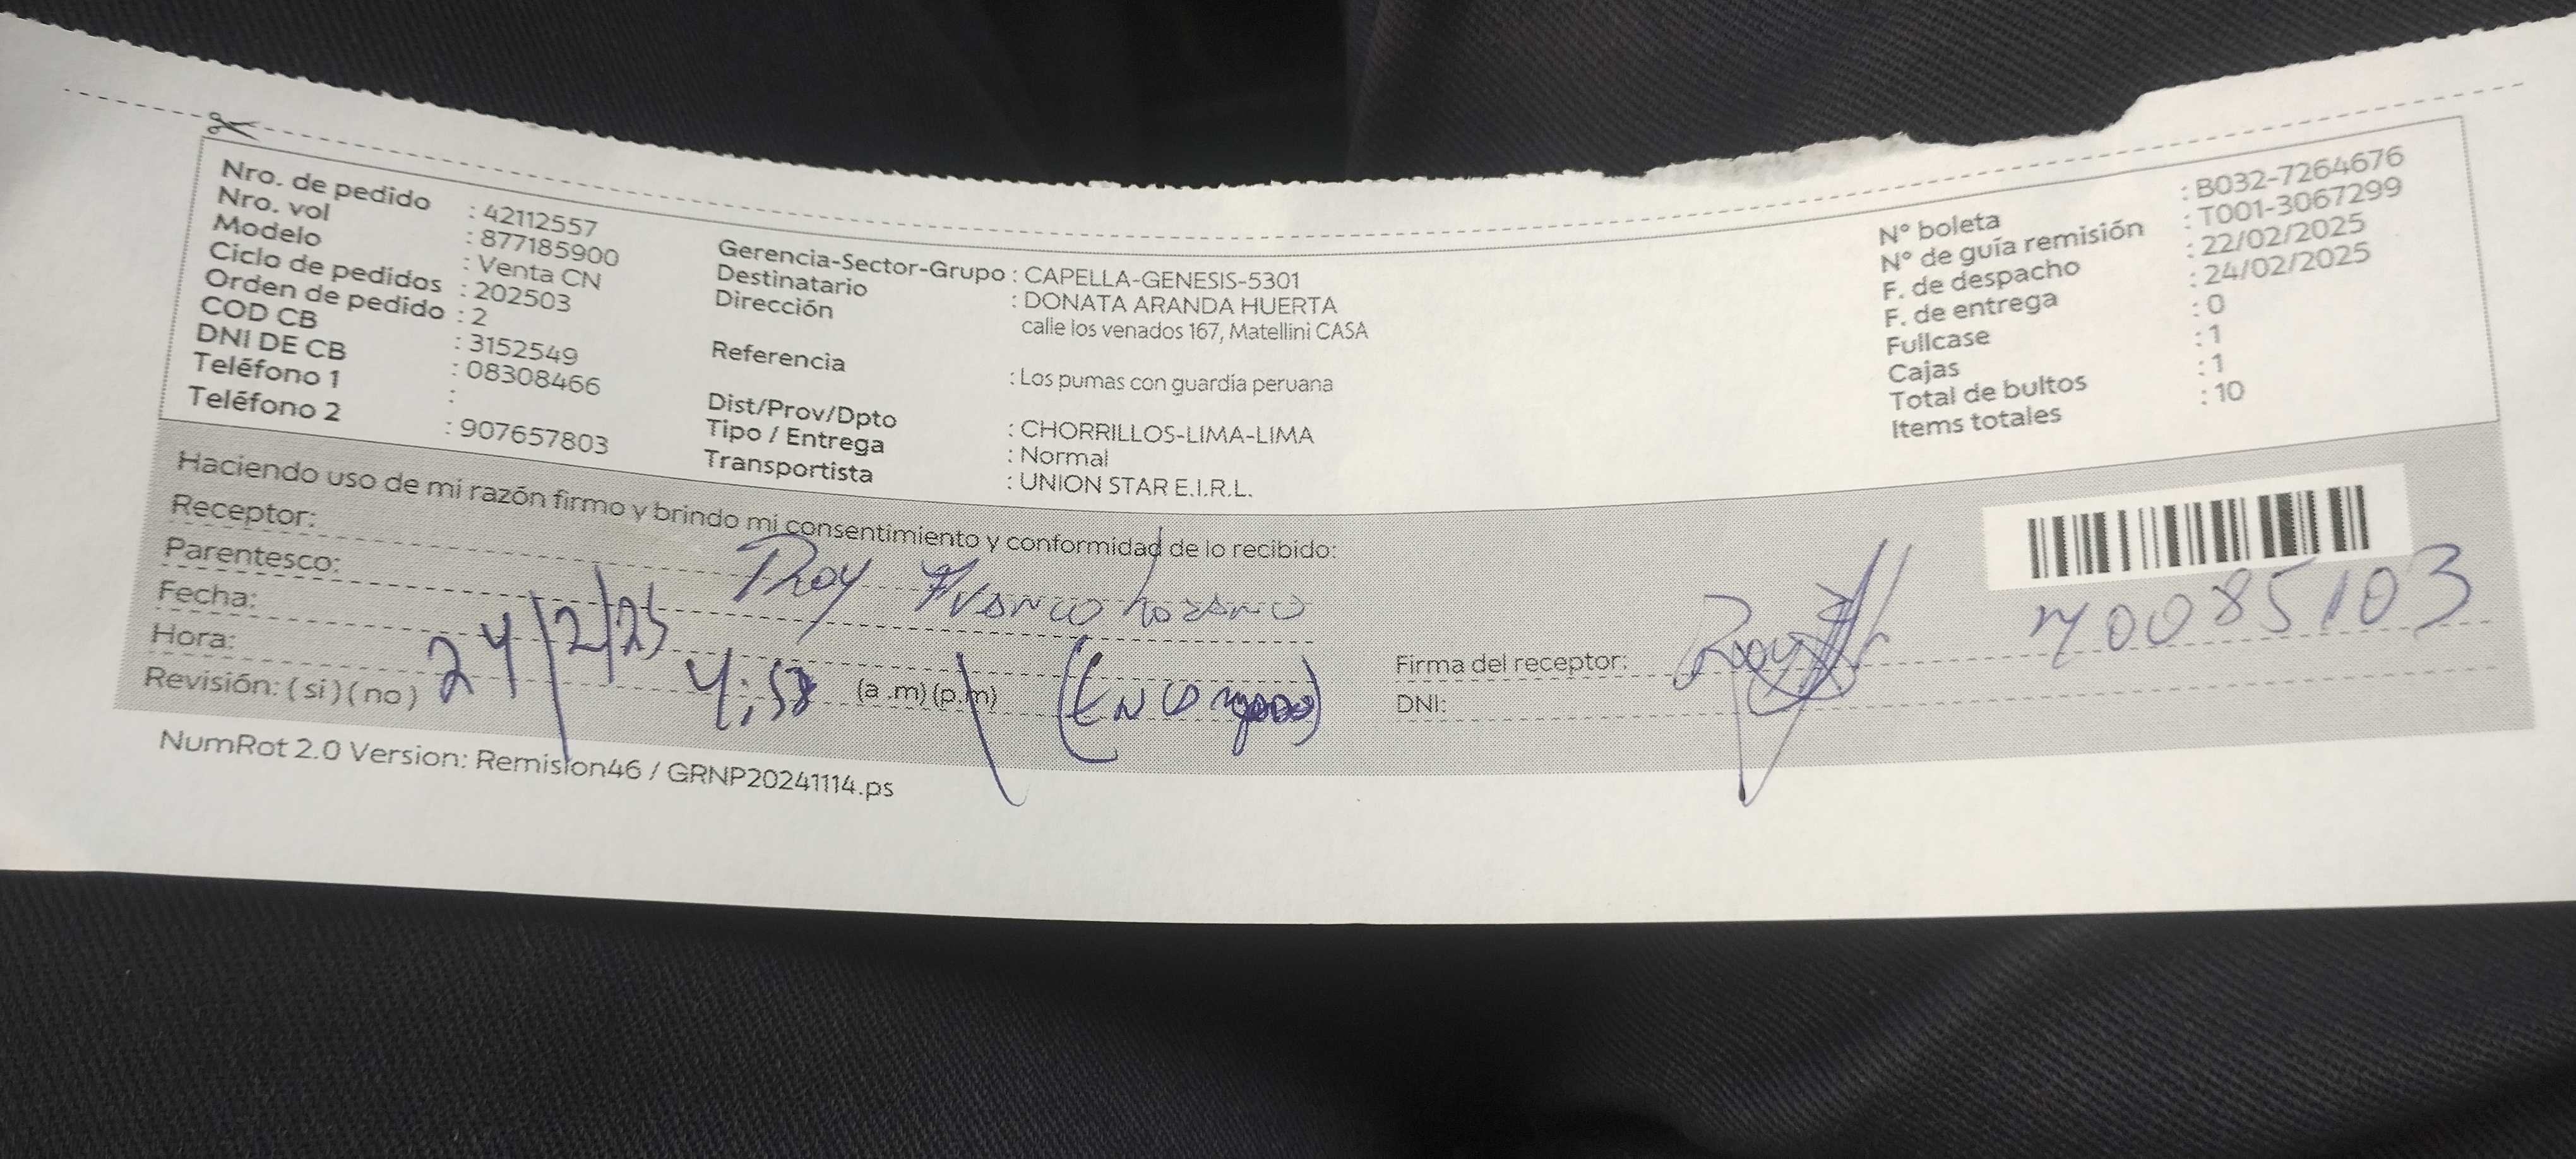 Nro. de pedido : 42112557
Nro. vol : 877185900
Modelo : Venta CN
Ciclo de pedidos : 202503
Orden de pedido : 2
COD CB : 3152549
DNI DE CB : 08308466
Teléfono 1 :
Teléfono 2 : 907657803
Gerencia-Sector-Grupo : CAPELLA-GENESIS-5301
Destinatario : DONATA ARANDA HUERTA
Dirección calle los venados 167, Matellini CASA
Referencia : Los pumas con guardia peruana
Dist/Prov/Dpto : CHORRILLOS-LIMA-LIMA
Tipo / Entrega : Normal
Transportista : UNION STAR E.I.R.L.
N° boleta : B032-7264676
N° de guía remisión : T001-3067299
F. de despacho : 22/02/2025
F. de entrega : 24/02/2025
Fullcase : 0
Cajas : 1
Total de bultos : 1
Items totales : 10
Haciendo uso de mi razón firmo y brindo mi consentimiento y conformidad de lo recibido:
Receptor: Franco Lozano
Parentesco:
Fecha: 24/2/25
Hora: 4:58 (a .m) (p.m)
Revisión: ( si ) ( no )
Firma del receptor:
DNI: 70085103
NumRot 2.0 Version: Remision46 / GRNP20241114.ps